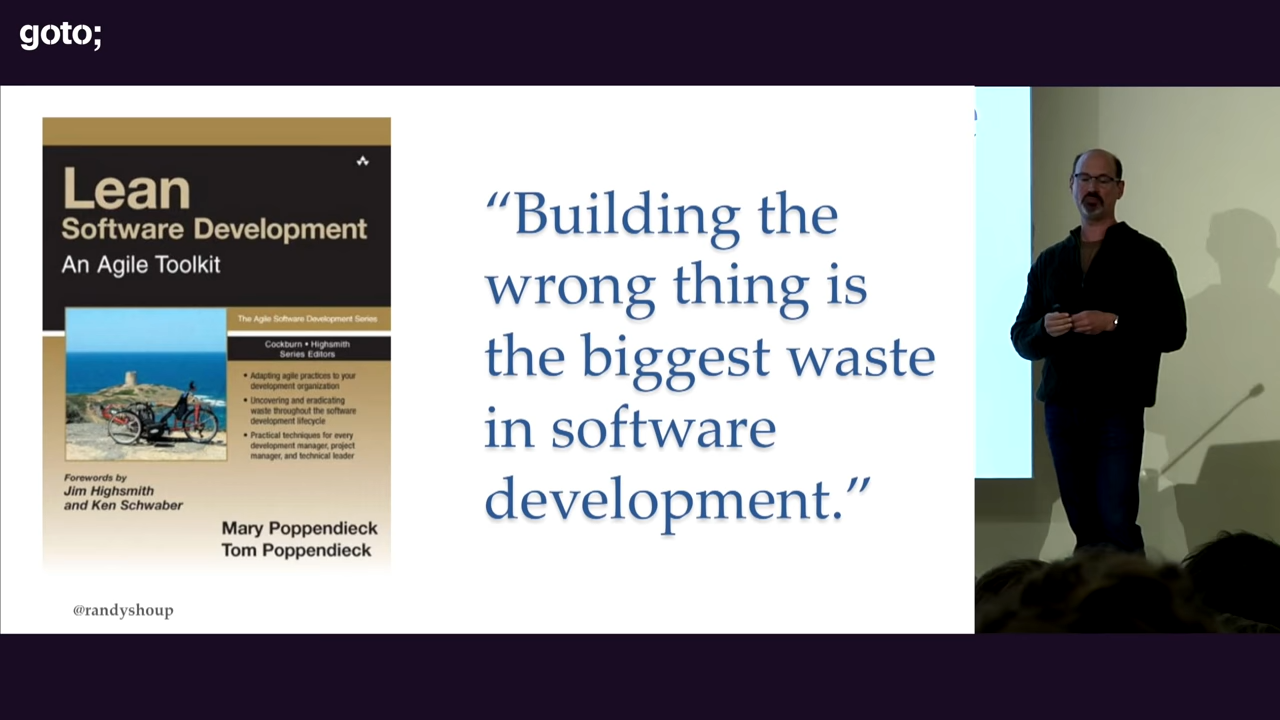 goto;
Lean
Software Development
An Agile Toolkit
The Agile Software Development Series
Cockburn • Highsmith
Series Editors
• Adapting agile practices to your
development organization
• Uncovering and eradicating
waste throughout the software
development lifecycle
• Practical techniques for every
development manager, project
manager, and technical leader
Forewords by
Jim Highsmith
and Ken Schwaber
Mary Poppendieck
Tom Poppendieck
“Building the
wrong thing is
the biggest waste
in software
development.”
@randyshoup